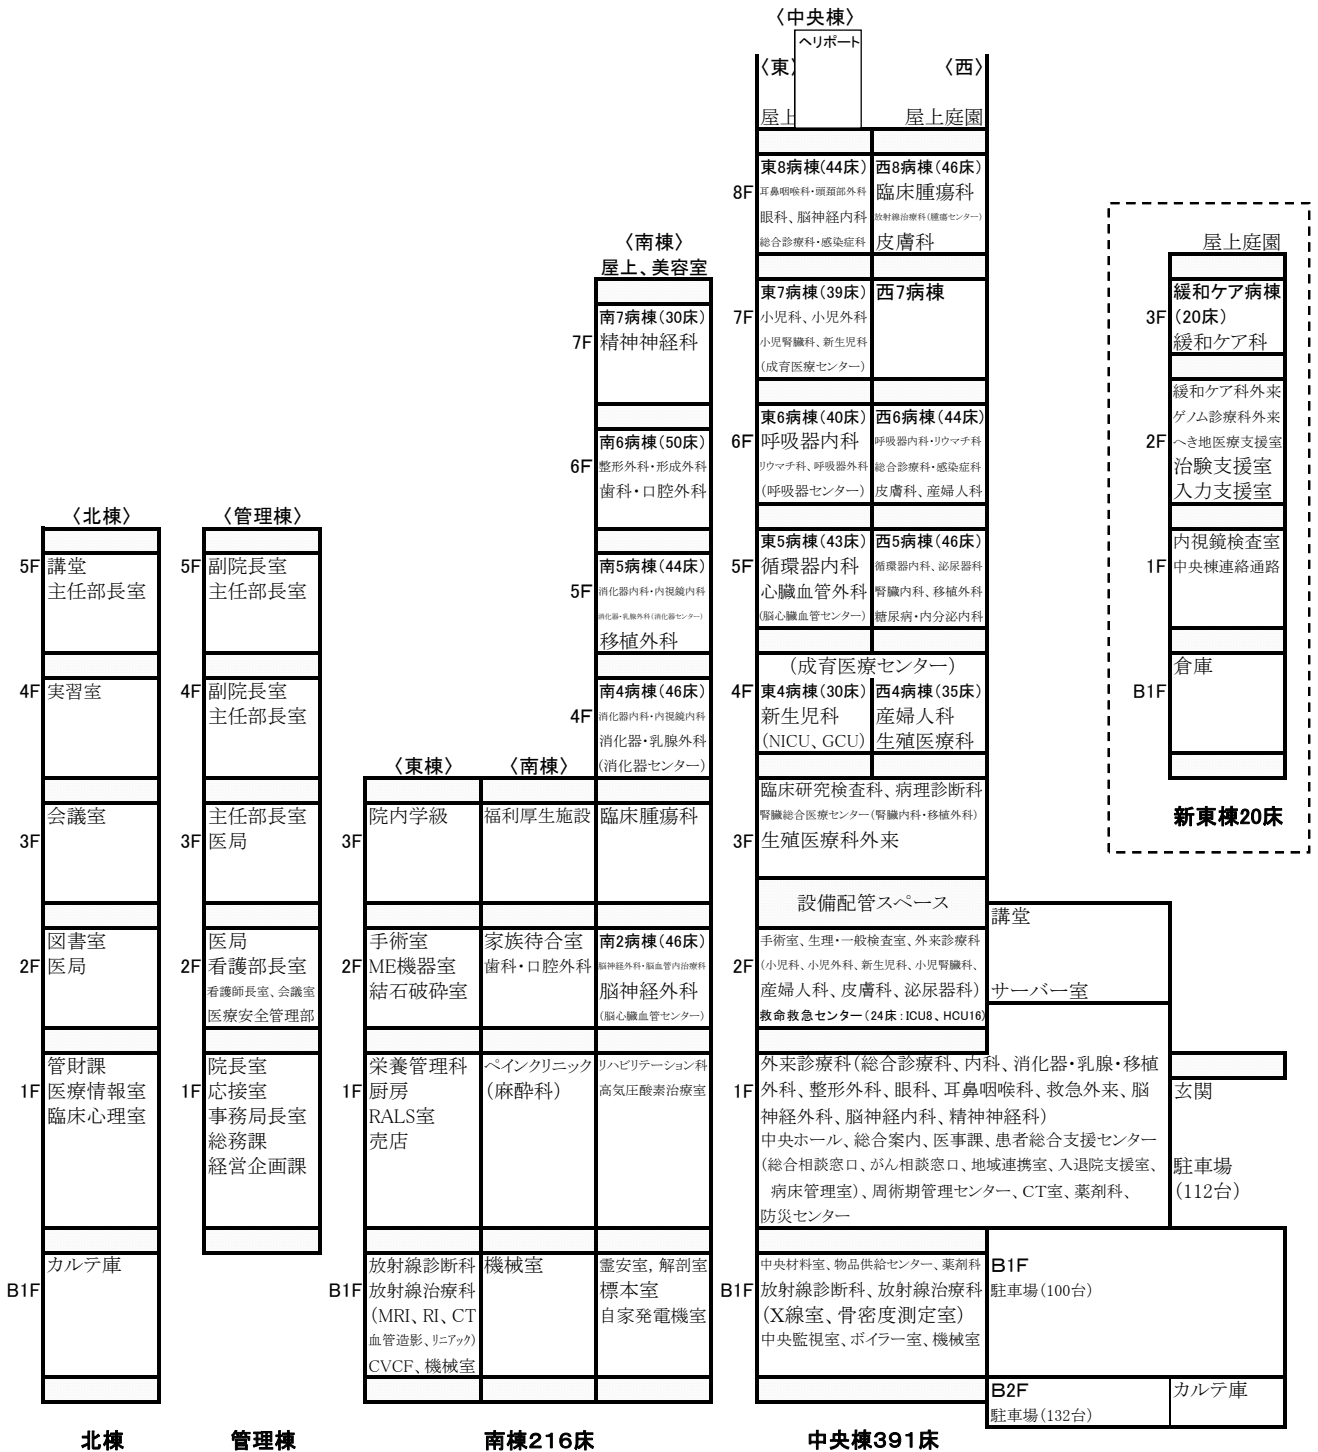 〈中央棟〉
ヘリポート
〈東〉
〈西〉
屋上
屋上庭園
8F
東8病棟(44床)
耳鼻咽喉科・頭頚部外科
眼科、脳神経内科
総合診療科・感染症科
西8病棟(46床)
臨床腫瘍科
放射線治療科(腫瘍センター)
皮膚科
7F
東7病棟(39床)
小児科、小児外科
小児腎臓科、新生児科
(成育医療センター)
西7病棟
6F
東6病棟(40床)
呼吸器内科
リウマチ科、呼吸器外科
(呼吸器センター)
西6病棟(44床)
呼吸器内科・リウマチ科
総合診療科・感染症科
皮膚科、産婦人科
5F
東5病棟(43床)
循環器内科
心臓血管外科
(脳心臓血管センター)
西5病棟(46床)
循環器内科、泌尿器科
腎臓内科、移植外科
糖尿病・内分泌内科
(成育医療センター)
4F
東4病棟(30床)
新生児科
(NICU、GCU)
西4病棟(35床)
産婦人科
生殖医療科
3F
臨床研究検査科、病理診断科
腎臓総合医療センター(腎臓内科・移植外科)
生殖医療科外来
設備配管スペース
2F
手術室、生理・一般検査室、外来診療科
(小児科、小児外科、新生児科、小児腎臓科、
産婦人科、皮膚科、泌尿器科)
救命救急センター(24床：ICU8、HCU16)
講堂
サーバー室
1F
外来診療科(総合診療科、内科、消化器・乳腺・移植
外科、整形外科、眼科、耳鼻咽喉科、救急外来、脳
神経外科、脳神経内科、精神神経科)
中央ホール、総合案内、医事課、患者総合支援センター
(総合相談窓口、がん相談窓口、地域連携室、入退院支援室、
病床管理室)、周術期管理センター、CT室、薬剤科、
防災センター
玄関
駐車場
(112台)
B1F
中央材料室、物品供給センター、薬剤科
放射線診断科、放射線治療科
(X線室、骨密度測定室)
中央監視室、ボイラー室、機械室
B1F
駐車場(100台)
B2F
駐車場(132台)
カルテ庫
中央棟391床
屋上庭園
3F
緩和ケア病棟
(20床)
緩和ケア科
2F
緩和ケア科外来
ゲノム診療科外来
へき地医療支援室
治験支援室
入力支援室
1F
内視鏡検査室
中央棟連絡通路
B1F
倉庫
新東棟20床
〈南棟〉
屋上、美容室
7F
南7病棟(30床)
精神神経科
6F
南6病棟(50床)
整形外科・形成外科
歯科・口腔外科
5F
南5病棟(44床)
消化器内科・内視鏡内科
消化器・乳腺外科(消化器センター)
移植外科
4F
南4病棟(46床)
消化器内科・内視鏡内科
消化器・乳腺外科
(消化器センター)
〈東棟〉
〈南棟〉
3F
院内学級
福利厚生施設
臨床腫瘍科
2F
手術室
ME機器室
結石破砕室
家族待合室
歯科・口腔外科
南2病棟(46床)
脳神経外科・脳血管内治療科
脳神経外科
(脳心臓血管センター)
1F
栄養管理科
厨房
RALS室
売店
ペインクリニック
(麻酔科)
リハビリテーション科
高気圧酸素治療室
B1F
放射線診断科
放射線治療科
(MRI、RI、CT
血管造影、リニアック)
CVCF、機械室
機械室
霊安室，解剖室
標本室
自家発電機室
南棟216床
〈北棟〉
5F
講堂
主任部長室
4F
実習室
3F
会議室
2F
図書室
医局
1F
管財課
医療情報室
臨床心理室
B1F
カルテ庫
北棟
〈管理棟〉
5F
副院長室
主任部長室
4F
副院長室
主任部長室
3F
主任部長室
医局
2F
医局
看護部長室
看護師長室、会議室
医療安全管理部
1F
院長室
応接室
事務局長室
総務課
経営企画課
管理棟